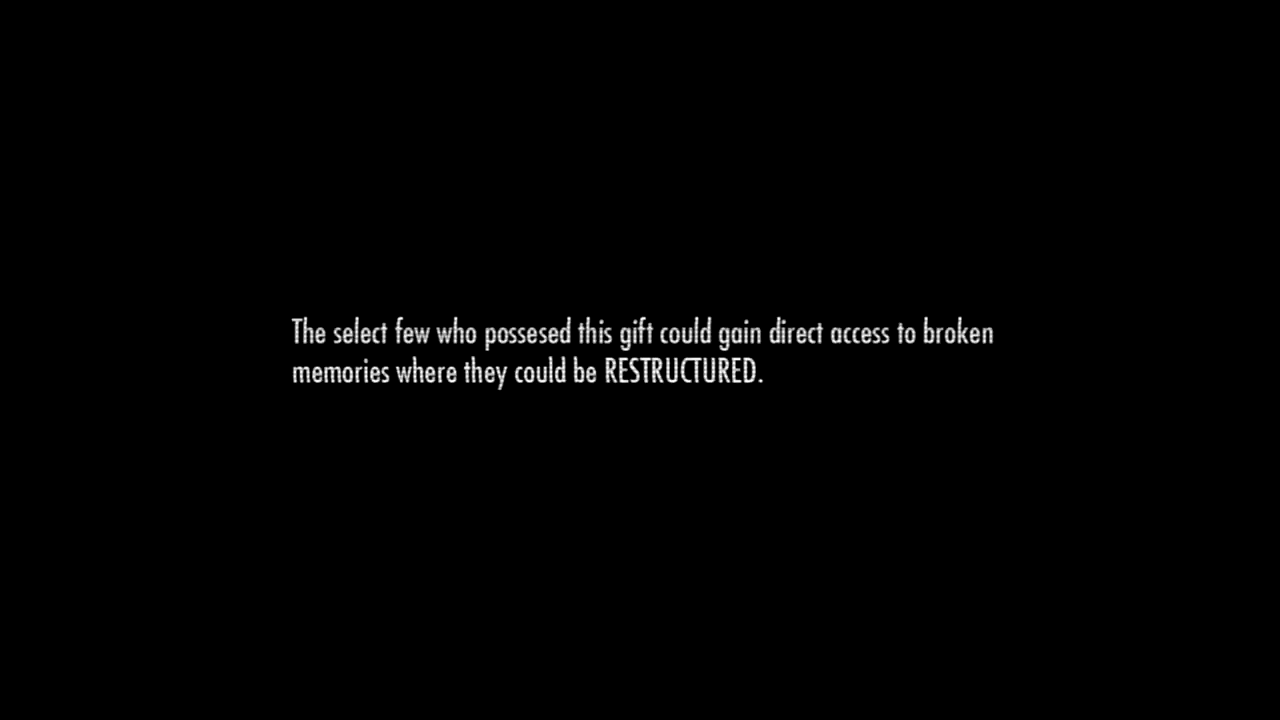 The select few who possesed this gift could gain direct access to broken
memories where they could be RESTRUCTURED.